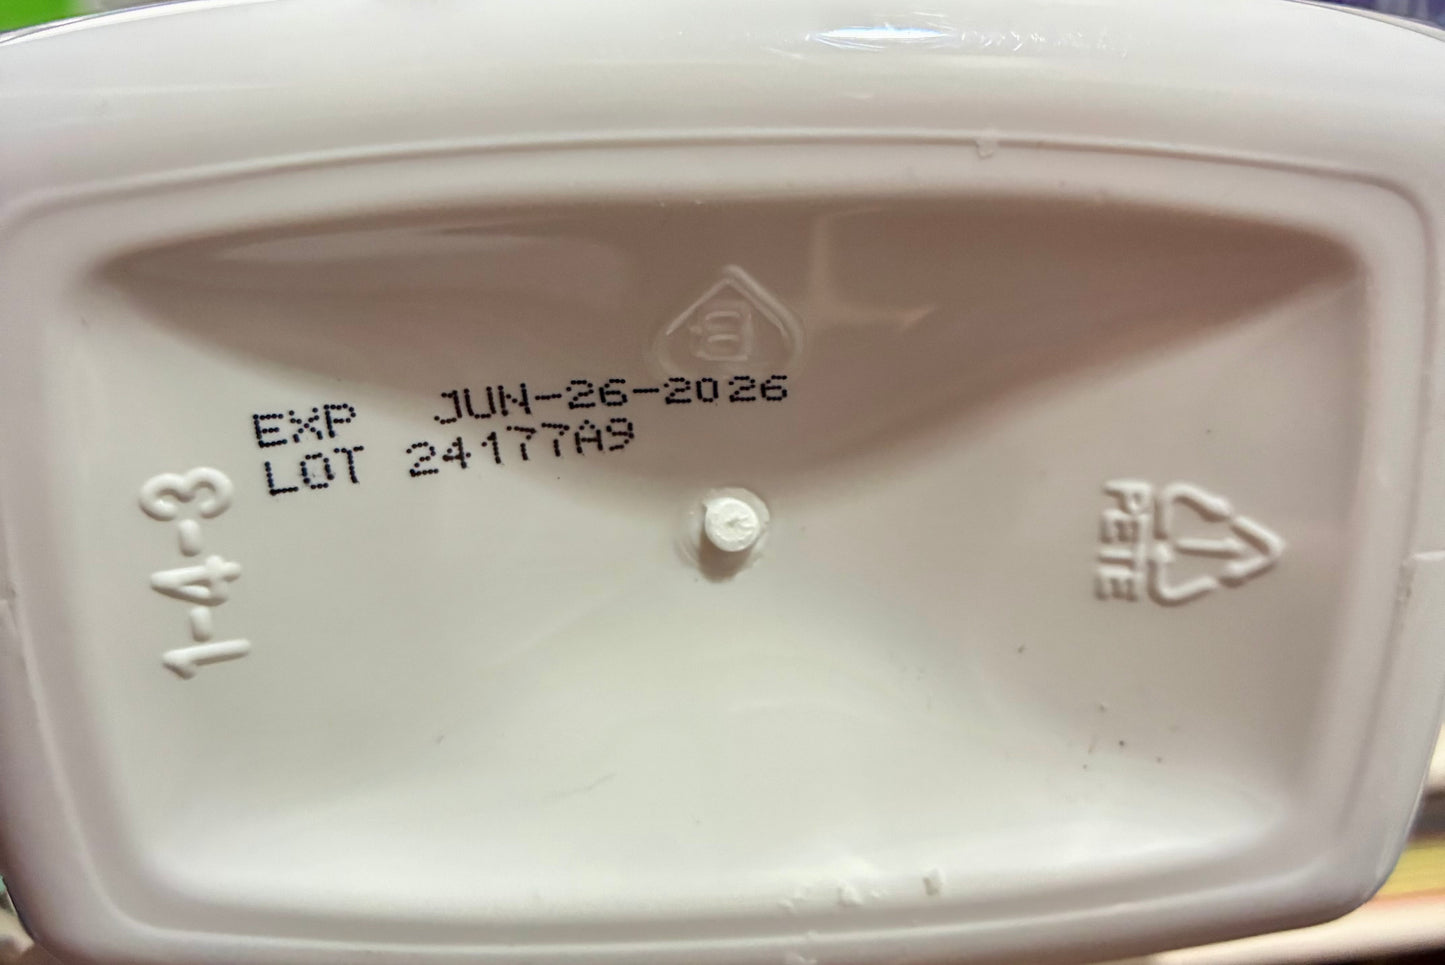 EXP JUN-26-2026
LOT 24177A9
1-4-3
1
PETE